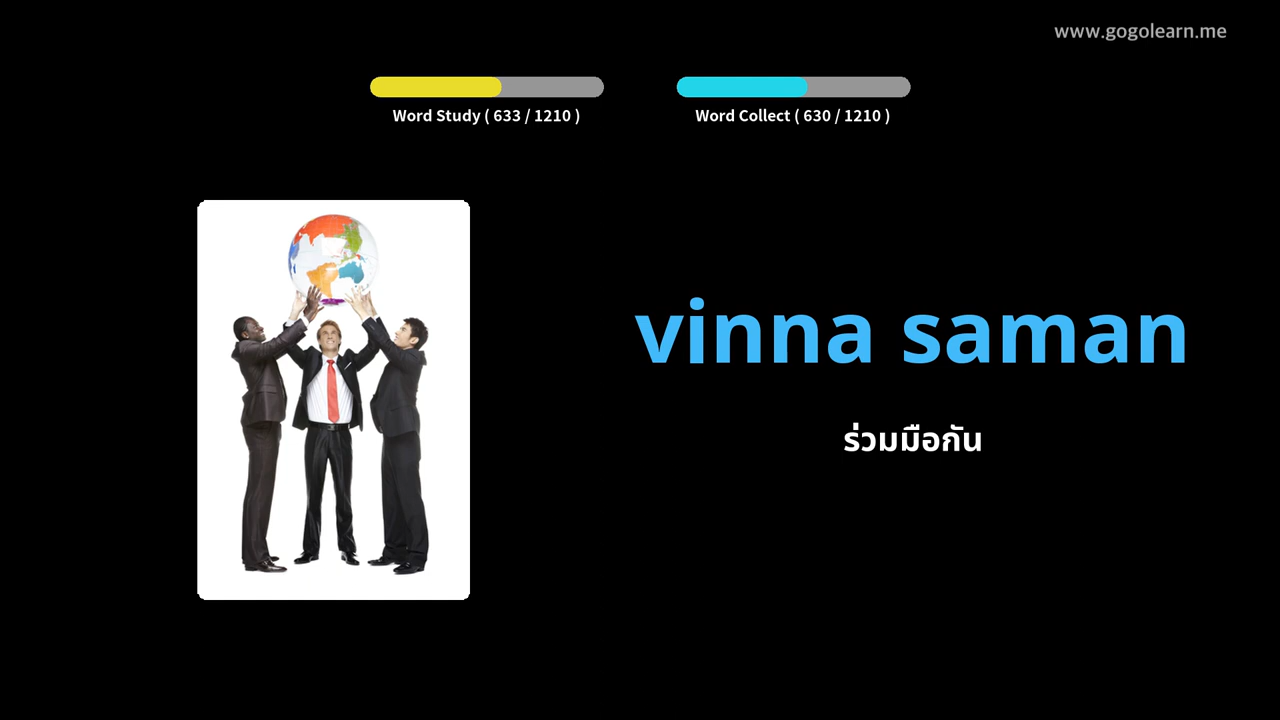 www.gogolearn.me
Word Study ( 633 / 1210 )
Word Collect ( 630 / 1210 )
vinna saman
ร่วมมือกัน